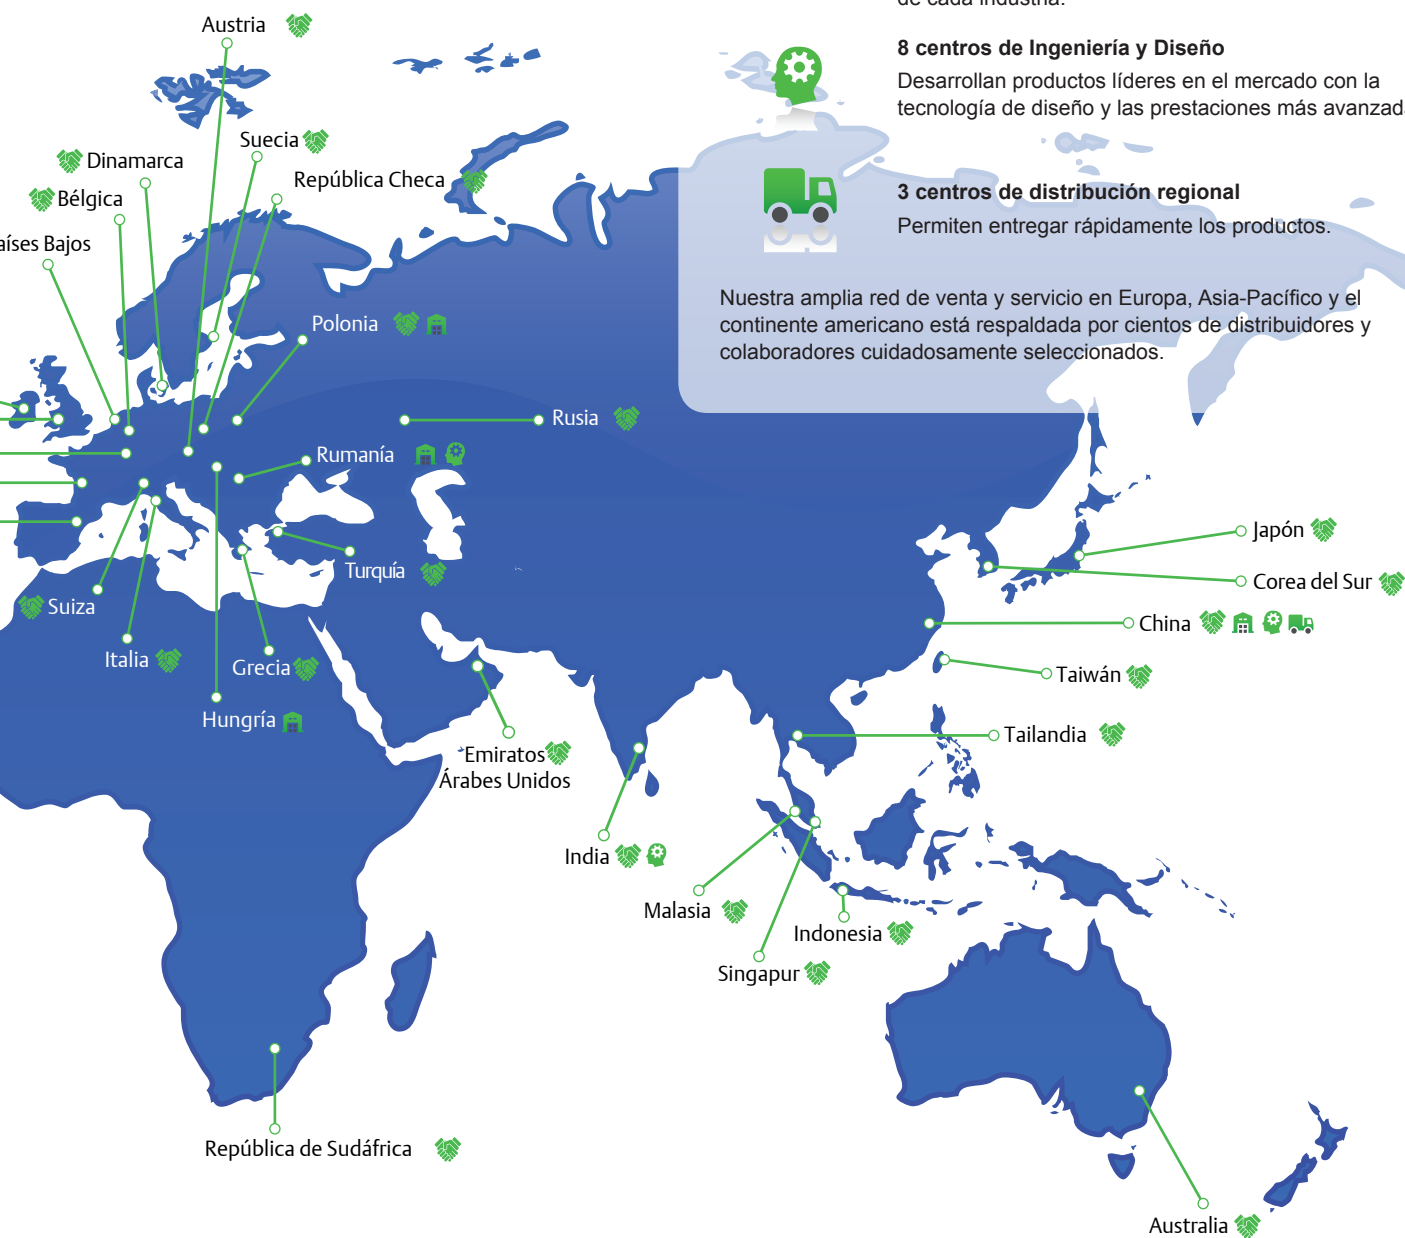 de cada industria.
8 centros de Ingeniería y Diseño
Desarrollan productos líderes en el mercado con la
tecnología de diseño y las prestaciones más avanzad
3 centros de distribución regional
Permiten entregar rápidamente los productos.
Nuestra amplia red de venta y servicio en Europa, Asia-Pacífico y el
continente americano está respaldada por cientos de distribuidores y
colaboradores cuidadosamente seleccionados.
Austria
Suecia
Dinamarca
República Checa
Bélgica
aíses Bajos
Polonia
Rusia
Rumanía
Turquía
Suiza
Italia
Grecia
Hungría
Emiratos
Árabes Unidos
Japón
Corea del Sur
China
Taiwán
Tailandia
India
Malasia
Indonesia
Singapur
República de Sudáfrica
Australia